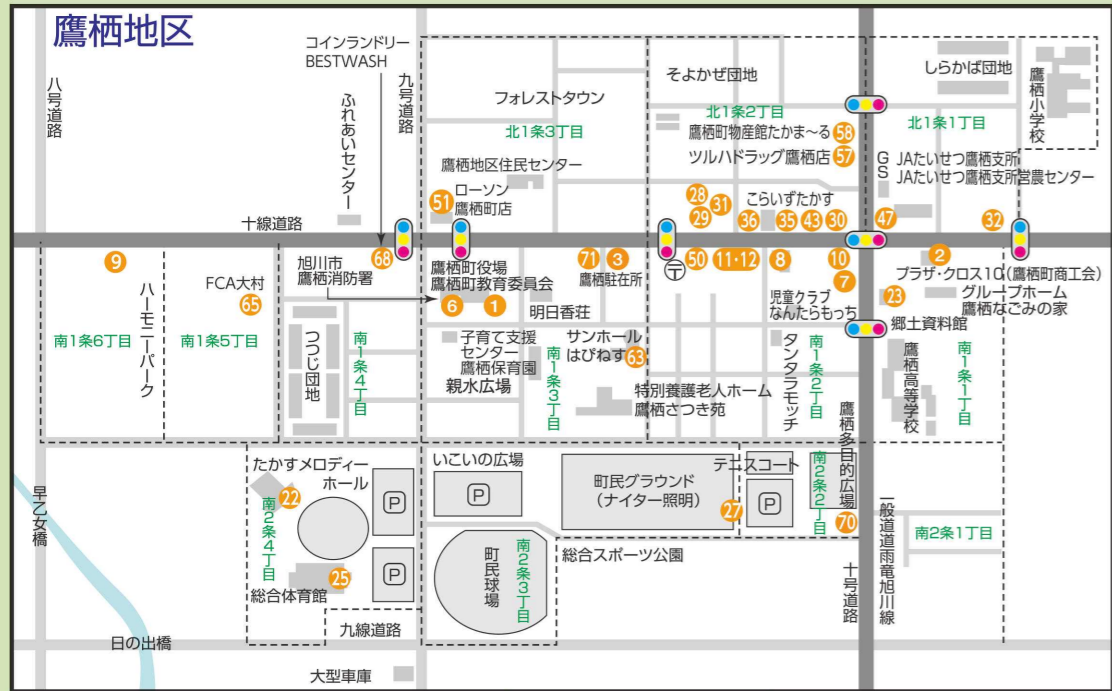 鷹栖地区
コインランドリー
BESTWASH
八号道路
ふれあいセンター
九号道路
フォレストタウン
北1条3丁目
そよかぜ団地
北1条2丁目
鷹栖町物産館たかま~る 58
ツルハドラッグ鷹栖店 57
しらかば団地
鷹栖小学校
北1条1丁目
GS
JAたいせつ鷹栖支所
JAたいせつ鷹栖支所営農センター
鷹栖地区住民センター
51 ローソン
鷹栖町店
28
29
31
こらいずたかす
36
35
43
30
47
32
十線道路
9
ハーモニーパーク
FCA大村
65
旭川市
鷹栖消防署
68
鷹栖町役場
鷹栖町教育委員会
6
1
71
3
鷹栖駐在所
明日香荘
〒
50
11・12
8
10
7
2
プラザ・クロス10(鷹栖町商工会)
グループホーム
鷹栖なごみの家
23
郷土資料館
児童クラブ
なんたらもっち
南1条6丁目
南1条5丁目
つつじ団地
南1条4丁目
子育て支援
センター
鷹栖保育園
親水広場
サンホール
はぴねす
63
南1条3丁目
特別養護老人ホーム
鷹栖さつき苑
タンタラモッチ
南1条2丁目
鷹栖高等学校
南1条1丁目
たかすメロディー
ホール
22
南2条4丁目
P
P
25
総合体育館
いこいの広場
P
町民グラウンド
(ナイター照明)
27
テニスコート
P
南2条2丁目
鷹栖多目的広場
70
町民球場
南2条3丁目
総合スポーツ公園
十号道路
一般道道雨竜旭川線
南2条1丁目
早乙女橋
日の出橋
九線道路
大型車庫